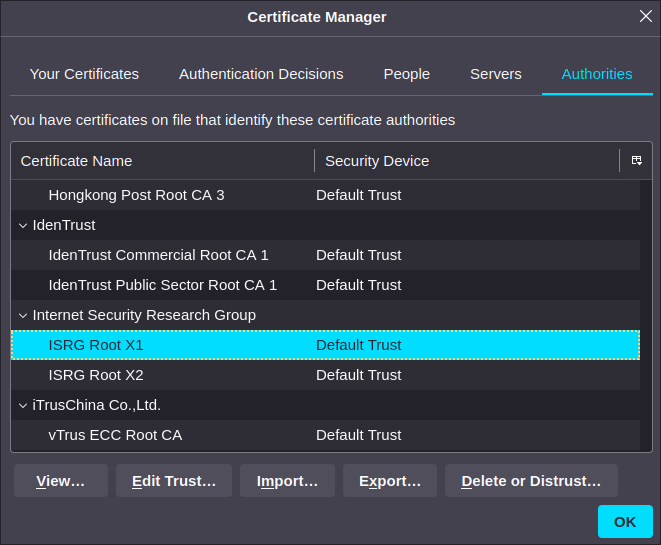 Certificate Manager
Your Certificates Authentication Decisions People Servers Authorities
You have certificates on file that identify these certificate authorities
Certificate Name Security Device
Hongkong Post Root CA 3 Default Trust
IdenTrust
IdenTrust Commercial Root CA 1 Default Trust
IdenTrust Public Sector Root CA 1 Default Trust
Internet Security Research Group
ISRG Root X1 Default Trust
ISRG Root X2 Default Trust
iTrusChina Co.,Ltd.
vTrus ECC Root CA Default Trust
View… Edit Trust… Import… Export… Delete or Distrust…
OK